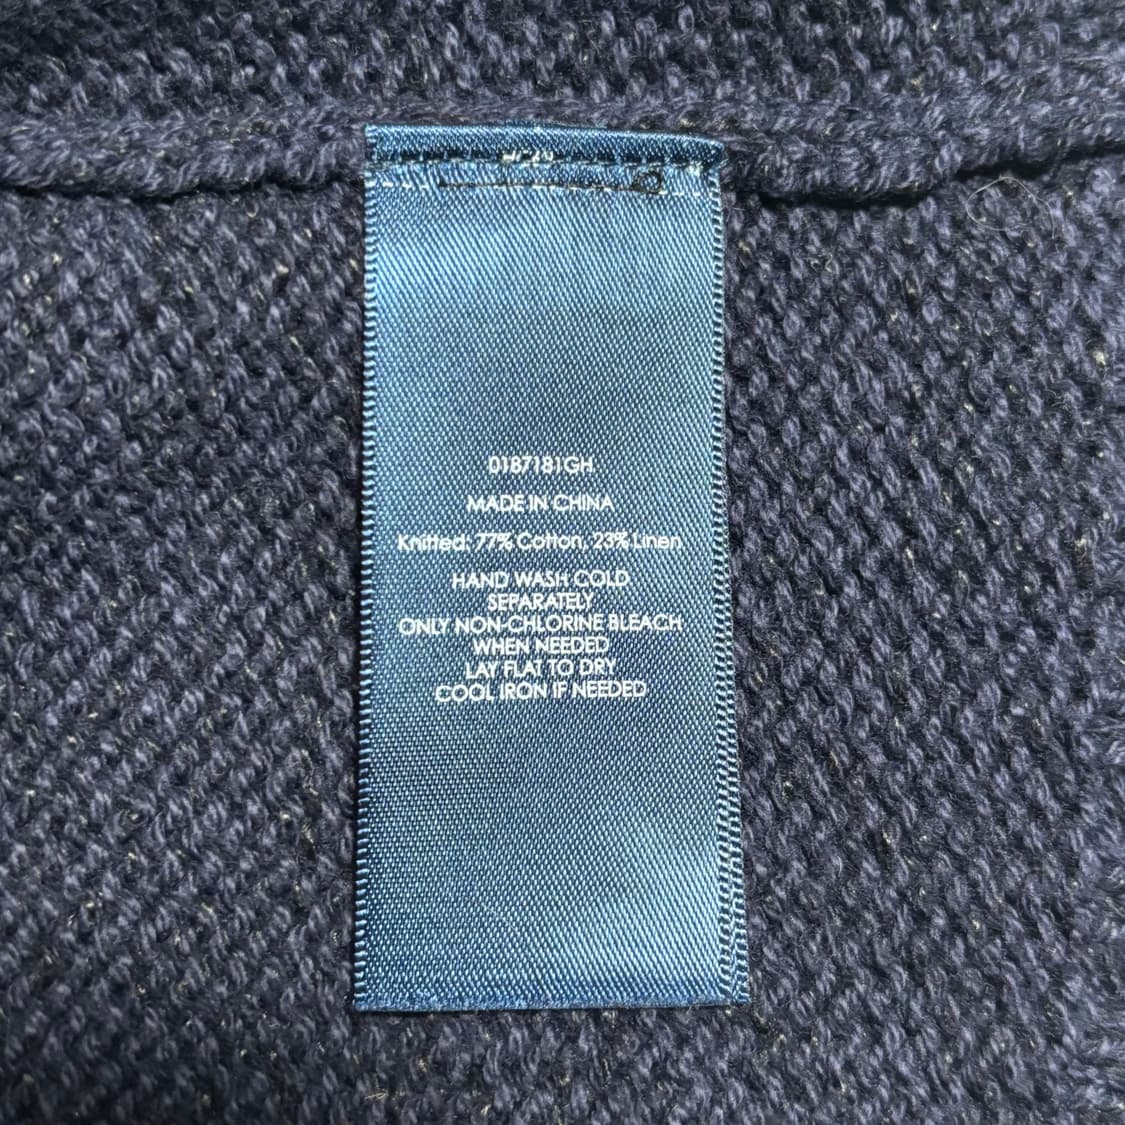 0187181GH
MADE IN CHINA
Knitted: 77% Cotton, 23% Linen
HAND WASH COLD
SEPARATELY
ONLY NON-CHLORINE BLEACH
WHEN NEEDED
LAY FLAT TO DRY
COOL IRON IF NEEDED